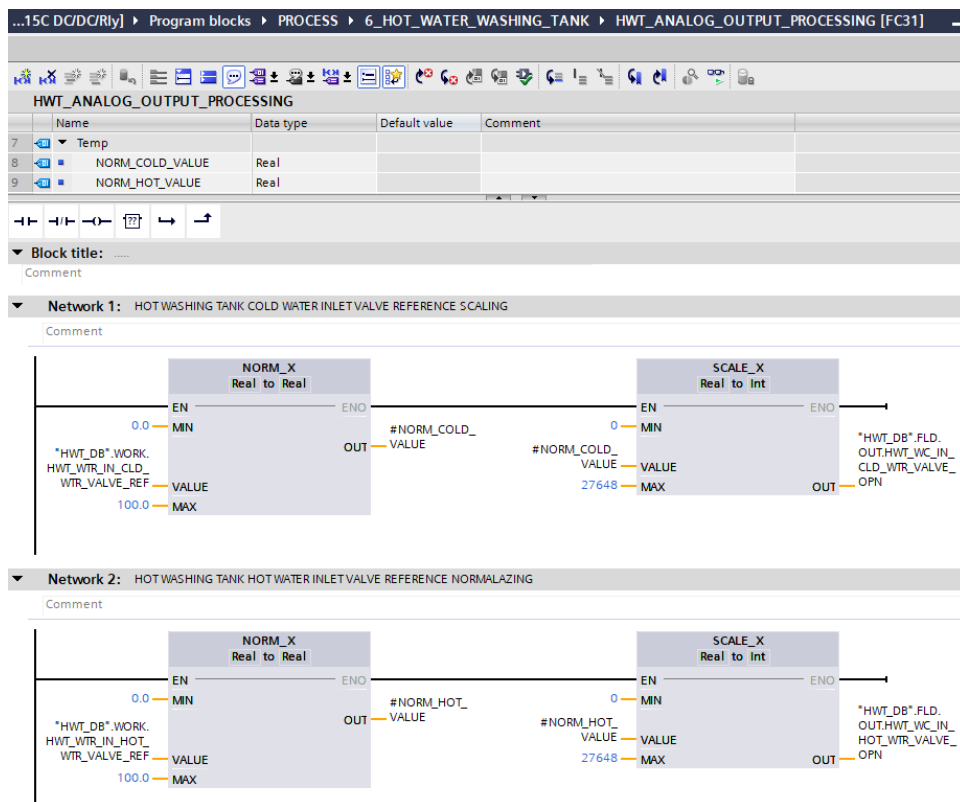 ...15C DC/DC/Rly] ▸ Program blocks ▸ PROCESS ▸ 6_HOT_WATER_WASHING_TANK ▸ HWT_ANALOG_OUTPUT_PROCESSING [FC31]
HWT_ANALOG_OUTPUT_PROCESSING
Name Data type Default value Comment
7 Temp
8 NORM_COLD_VALUE Real
9 NORM_HOT_VALUE Real
??
Block title: .....
Comment
Network 1: HOT WASHING TANK COLD WATER INLET VALVE REFERENCE SCALING
Comment
NORM_X
Real to Real
EN ENO
0.0 MIN
"HWT_DB".WORK.
HWT_WTR_IN_CLD_
WTR_VALVE_REF VALUE
100.0 MAX
OUT
#NORM_COLD_
VALUE
SCALE_X
Real to Int
EN ENO
0 MIN
#NORM_COLD_
VALUE VALUE
27648 MAX
OUT
"HWT_DB".FLD.
OUT.HWT_WC_IN_
CLD_WTR_VALVE_
OPN
Network 2: HOT WASHING TANK HOT WATER INLET VALVE REFERENCE NORMALAZING
Comment
NORM_X
Real to Real
EN ENO
0.0 MIN
"HWT_DB".WORK.
HWT_WTR_IN_HOT_
WTR_VALVE_REF VALUE
100.0 MAX
OUT
#NORM_HOT_
VALUE
SCALE_X
Real to Int
EN ENO
0 MIN
#NORM_HOT_
VALUE VALUE
27648 MAX
OUT
"HWT_DB".FLD.
OUT.HWT_WC_IN_
HOT_WTR_VALVE_
OPN